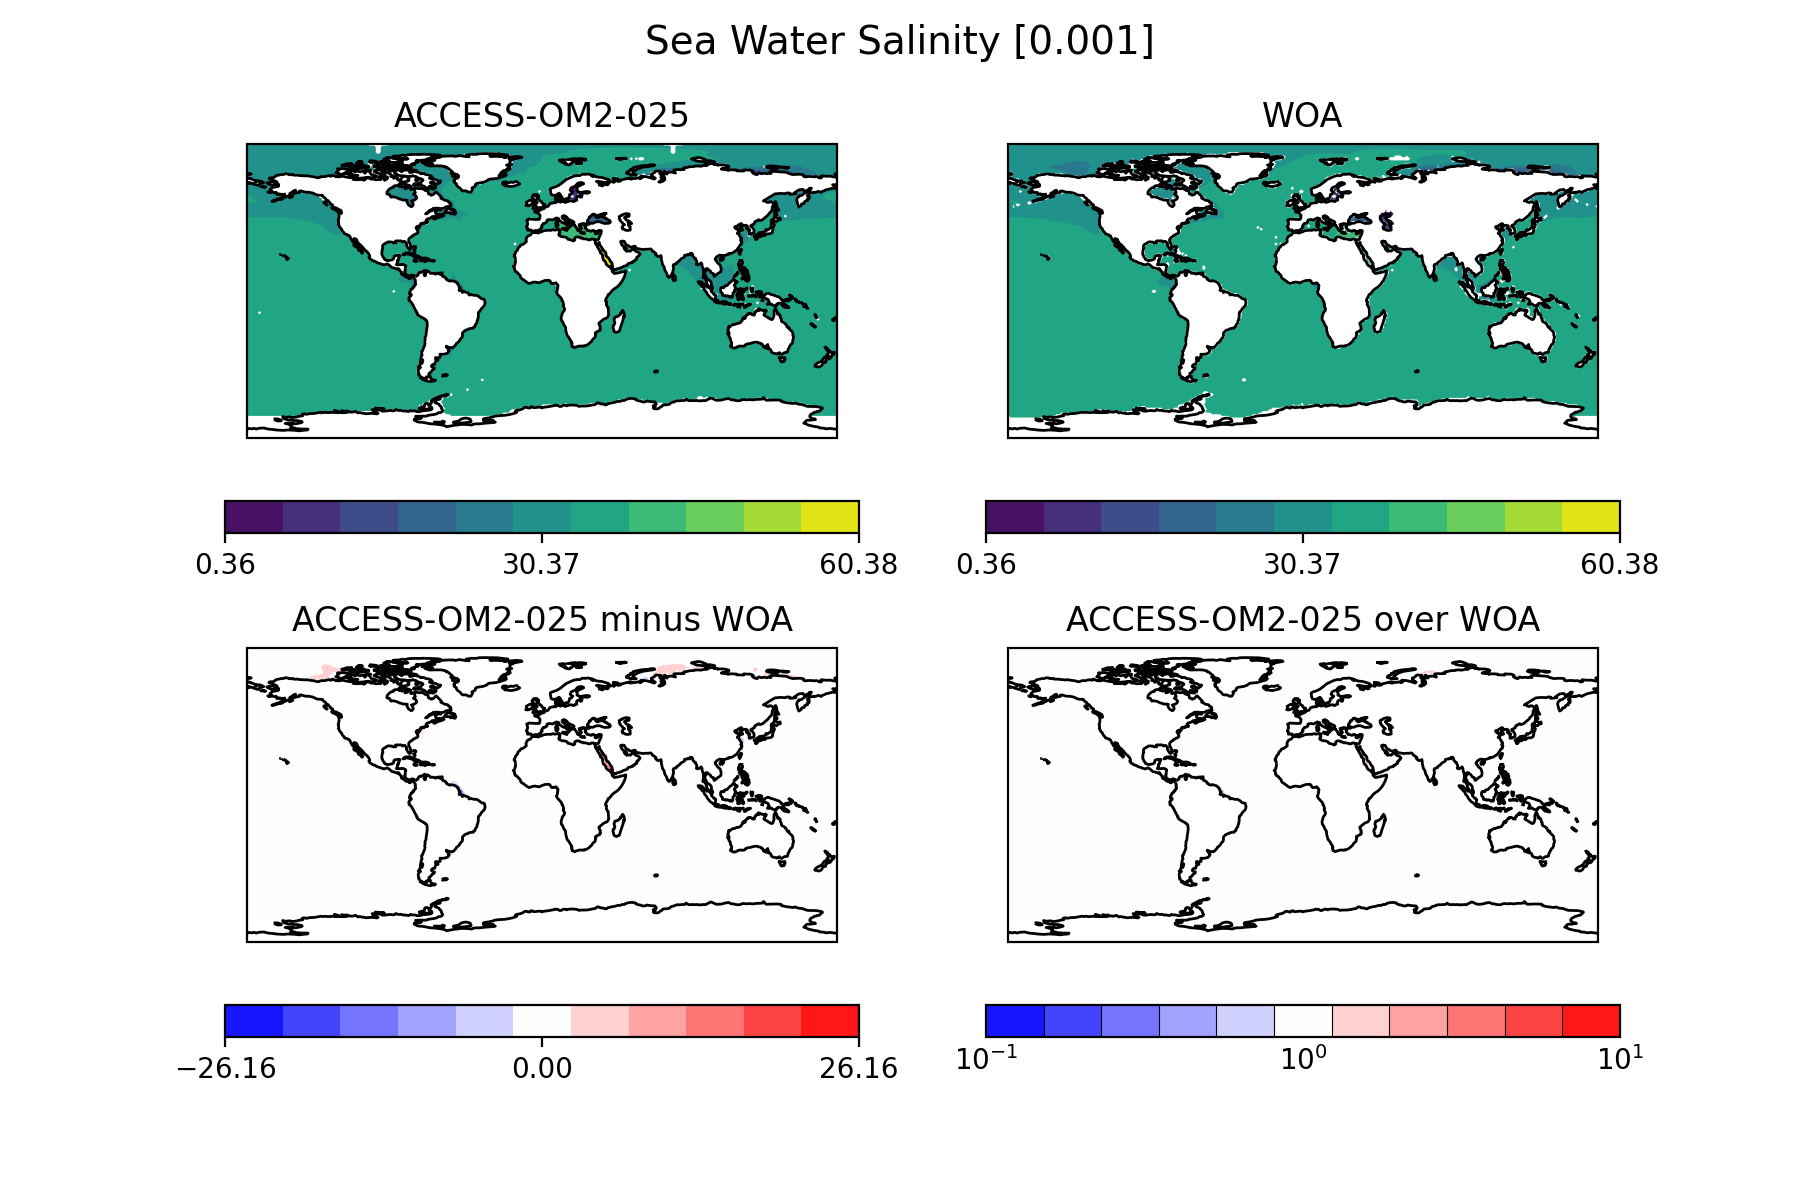 Sea Water Salinity [0.001]
ACCESS-OM2-025
WOA
0.36 30.37 60.38
0.36 30.37 60.38
ACCESS-OM2-025 minus WOA
ACCESS-OM2-025 over WOA
−26.16 0.00 26.16
10⁻¹ 10⁰ 10¹